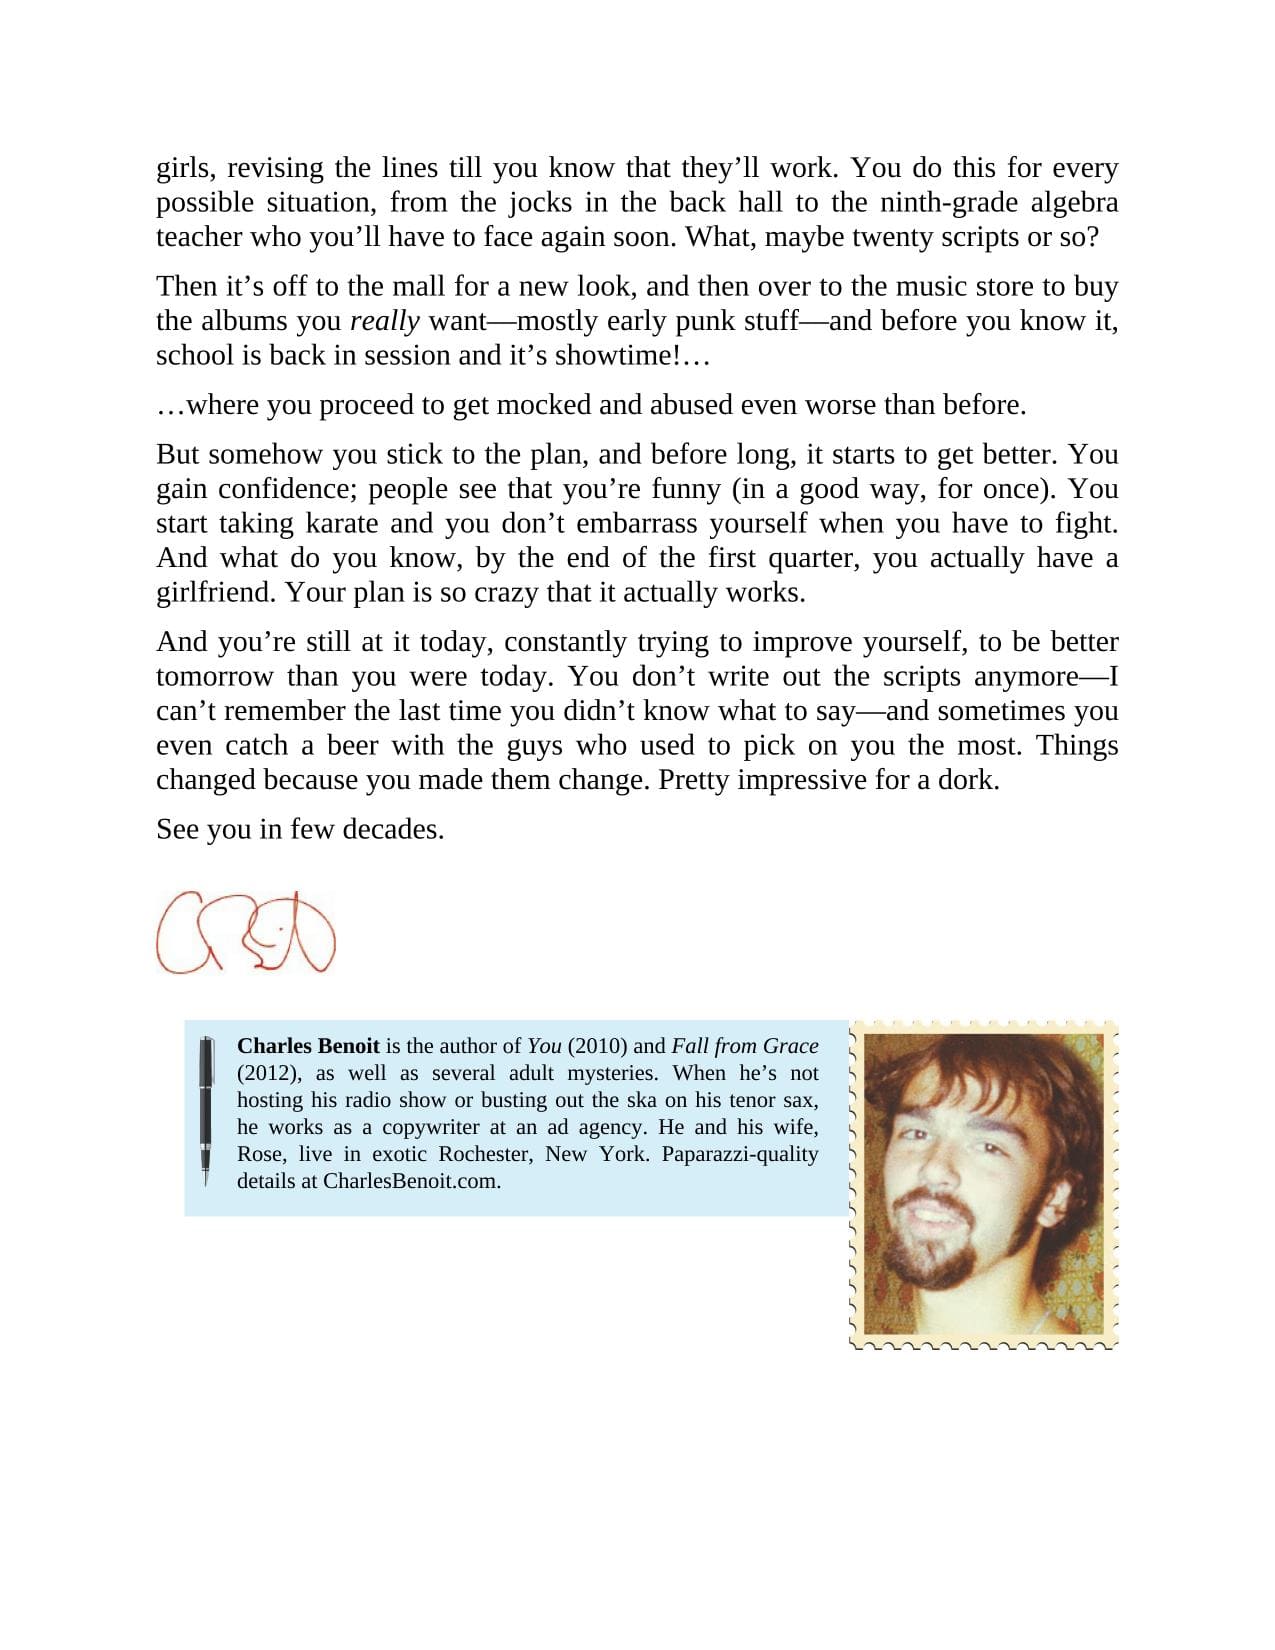 girls, revising the lines till you know that they’ll work. You do this for every
possible situation, from the jocks in the back hall to the ninth-grade algebra
teacher who you’ll have to face again soon. What, maybe twenty scripts or so?
Then it’s off to the mall for a new look, and then over to the music store to buy
the albums you really want—mostly early punk stuff—and before you know it,
school is back in session and it’s showtime!…
…where you proceed to get mocked and abused even worse than before.
But somehow you stick to the plan, and before long, it starts to get better. You
gain confidence; people see that you’re funny (in a good way, for once). You
start taking karate and you don’t embarrass yourself when you have to fight.
And what do you know, by the end of the first quarter, you actually have a
girlfriend. Your plan is so crazy that it actually works.
And you’re still at it today, constantly trying to improve yourself, to be better
tomorrow than you were today. You don’t write out the scripts anymore—I
can’t remember the last time you didn’t know what to say—and sometimes you
even catch a beer with the guys who used to pick on you the most. Things
changed because you made them change. Pretty impressive for a dork.
See you in few decades.
Charles Benoit is the author of You (2010) and Fall from Grace
(2012), as well as several adult mysteries. When he’s not
hosting his radio show or busting out the ska on his tenor sax,
he works as a copywriter at an ad agency. He and his wife,
Rose, live in exotic Rochester, New York. Paparazzi-quality
details at CharlesBenoit.com.